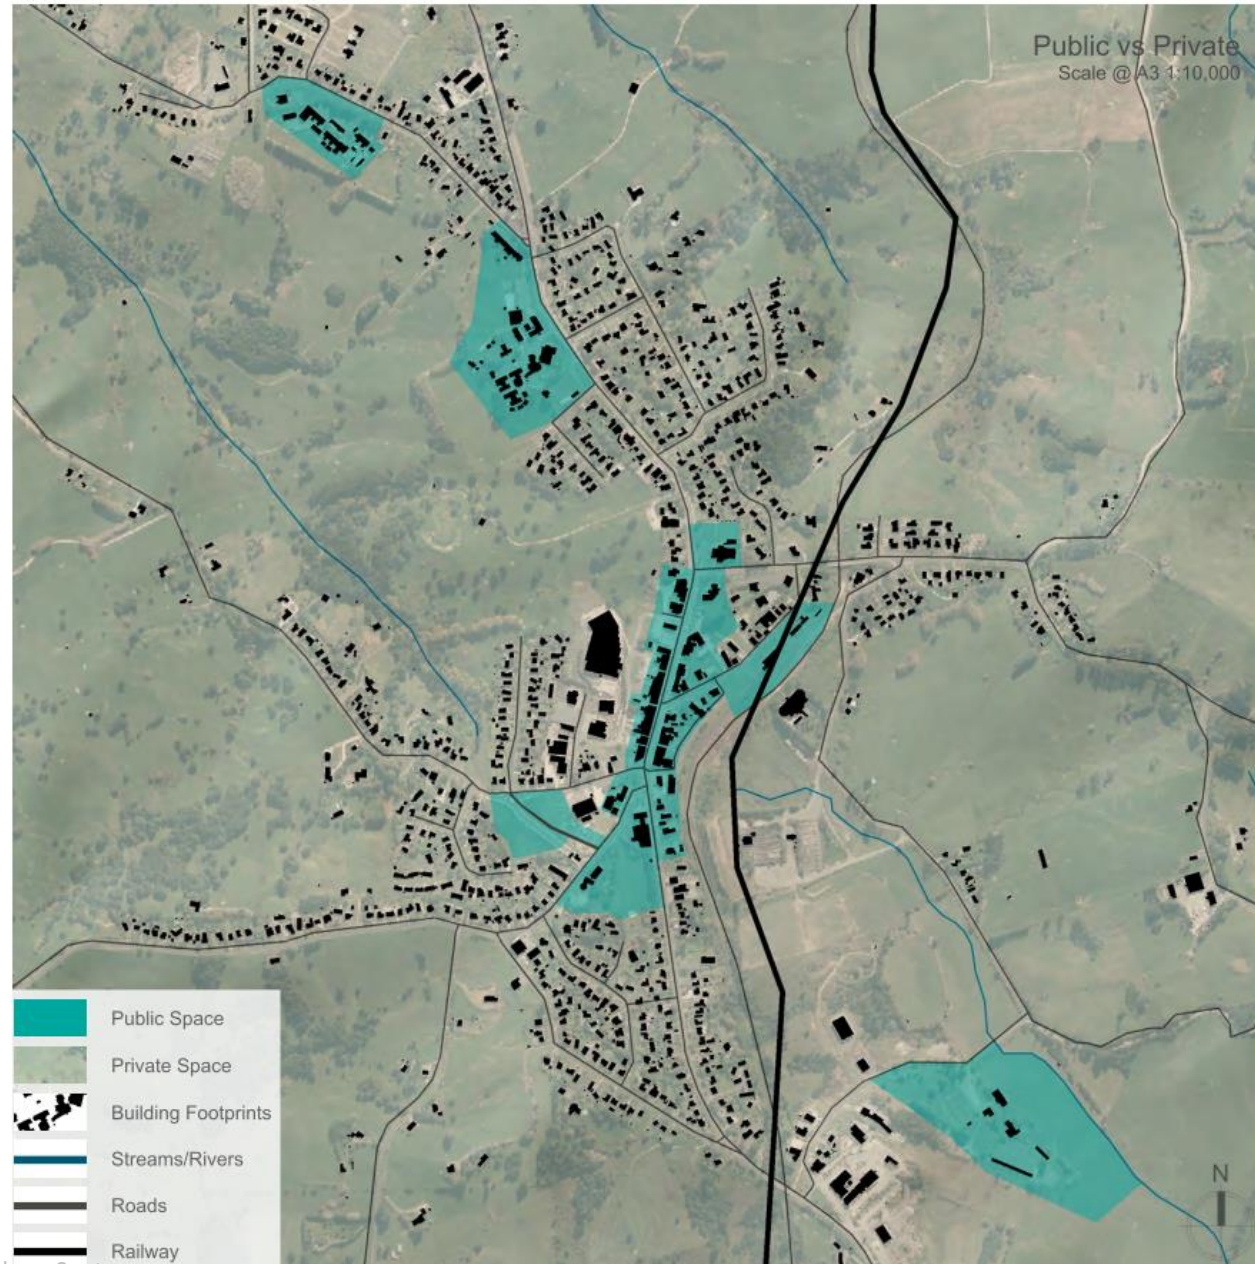 Public vs Private
Scale @ A3 1:10,000
Public Space
Private Space
Building Footprints
Streams/Rivers
Roads
Railway
N